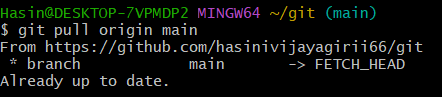 Hasin@DESKTOP-7VPMDP2 MINGW64 ~/git (main)
$ git pull origin main
From https://github.com/hasinivijayagirii66/git
 * branch            main       -> FETCH_HEAD
Already up to date.